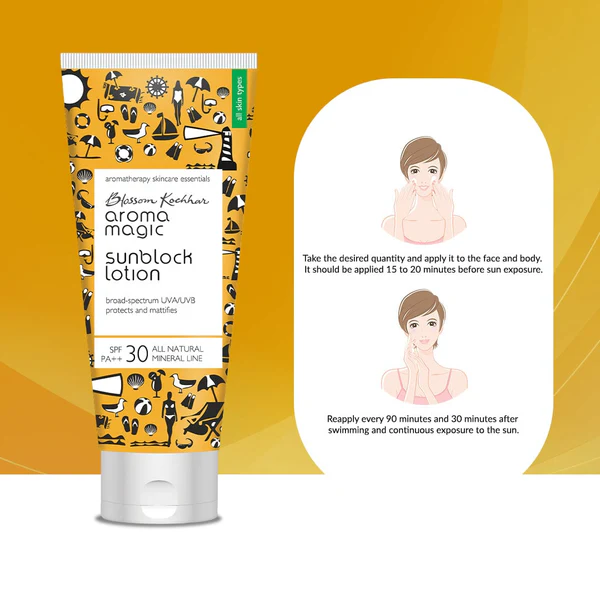 all skin types
aromatherapy skincare essentials
Blossom Kochhar
aroma
magic
sunblock
lotion
broad-spectrum UVA/UVB
protects and mattifies
SPF
PA++
30
ALL NATURAL
MINERAL LINE
Take the desired quantity and apply it to the face and body.
It should be applied 15 to 20 minutes before sun exposure.
Reapply every 90 minutes and 30 minutes after
swimming and continuous exposure to the sun.